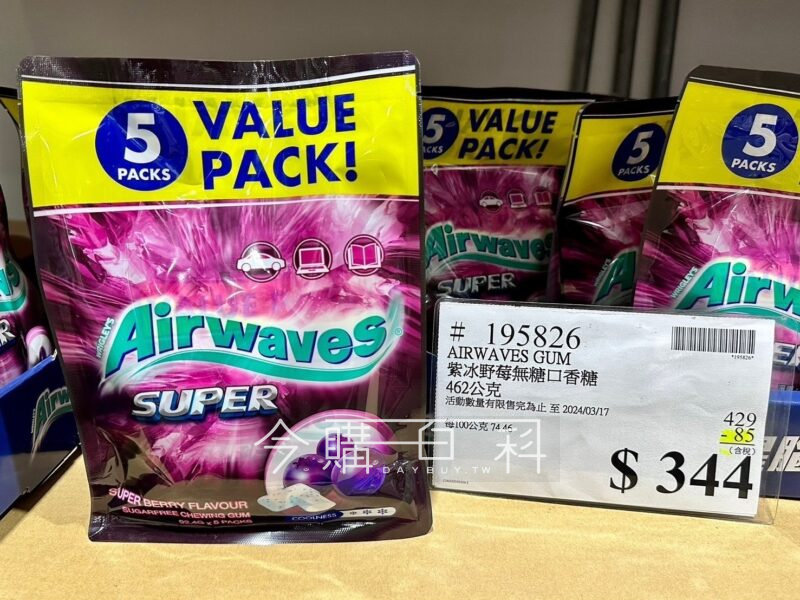 5
PACKS
VALUE
PACK!
WRIGLEY'S
Airwaves
SUPER
SUPER BERRY FLAVOUR
SUGARFREE CHEWING GUM
COOLNESS
5
PACKS
VALUE
PACK!
Airwaves
SUPER
5
PACKS
5
PACKS
WRIGLEY'S
Airwaves
# 195826
AIRWAVES GUM
紫冰野莓無糖口香糖
462公克
活動數量有限售完為止 至 2024/03/17
每100公克 74.46
*195826*
429
-85
(含稅)
$ 344
今購百科
DAYBUY.TW